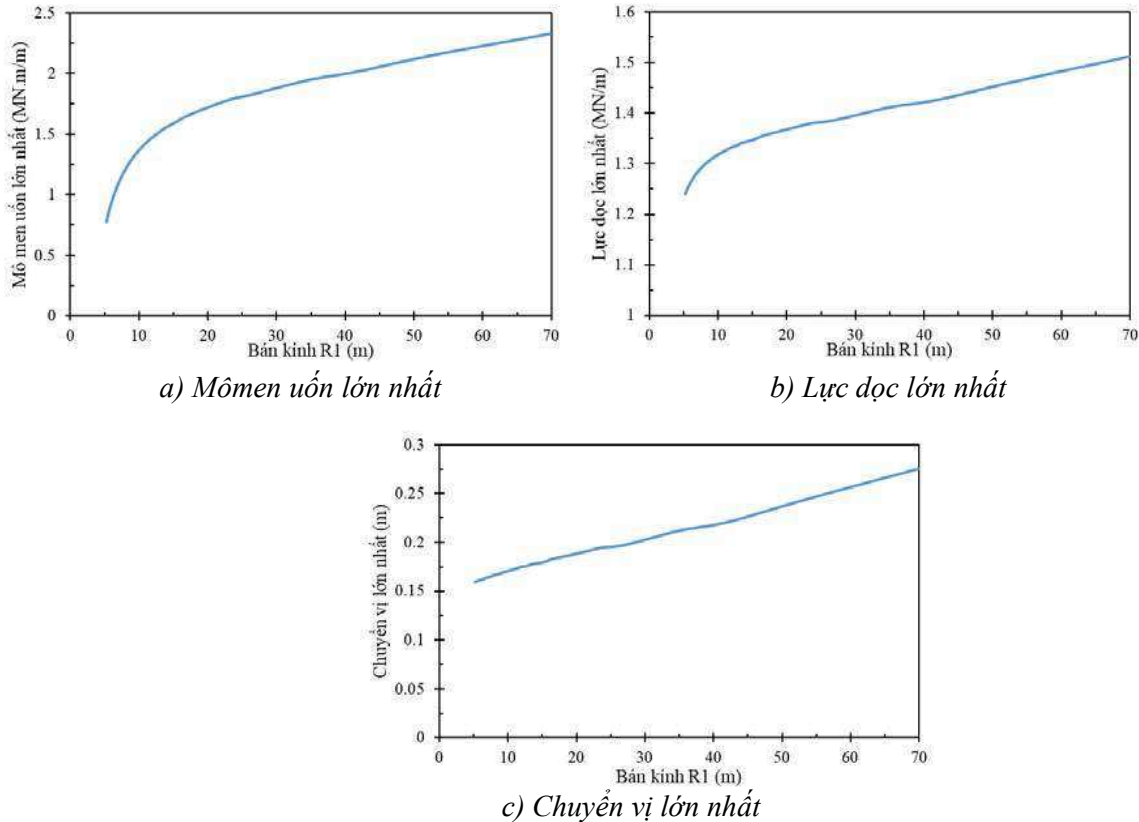 Mô men uốn lớn nhất (MN.m/m)
2.5
2
1.5
1
0.5
0
0 10 20 30 40 50 60 70
Bán kính R1 (m)
a) Mômen uốn lớn nhất
Lực dọc lớn nhất (MN/m)
1.6
1.5
1.4
1.3
1.2
1.1
1
0 10 20 30 40 50 60 70
Bán kính R1 (m)
b) Lực dọc lớn nhất
Chuyển vị lớn nhất (m)
0.3
0.25
0.2
0.15
0.1
0.05
0
0 10 20 30 40 50 60 70
Bán kính R1 (m)
c) Chuyển vị lớn nhất